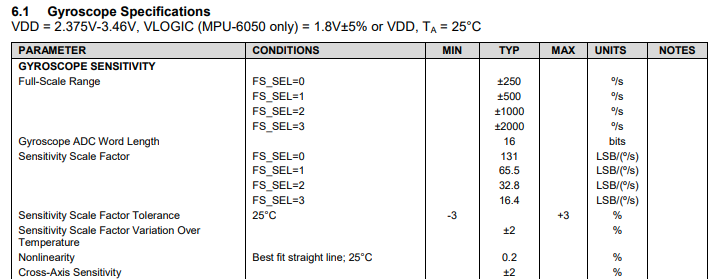 6.1 Gyroscope Specifications
VDD = 2.375V-3.46V, VLOGIC (MPU-6050 only) = 1.8V±5% or VDD, TA = 25°C
PARAMETER CONDITIONS MIN TYP MAX UNITS NOTES
GYROSCOPE SENSITIVITY
Full-Scale Range FS_SEL=0 ±250 º/s
FS_SEL=1 ±500 º/s
FS_SEL=2 ±1000 º/s
FS_SEL=3 ±2000 º/s
Gyroscope ADC Word Length 16 bits
Sensitivity Scale Factor FS_SEL=0 131 LSB/(º/s)
FS_SEL=1 65.5 LSB/(º/s)
FS_SEL=2 32.8 LSB/(º/s)
FS_SEL=3 16.4 LSB/(º/s)
Sensitivity Scale Factor Tolerance 25°C -3 +3 %
Sensitivity Scale Factor Variation Over ±2 %
Temperature
Nonlinearity Best fit straight line; 25°C 0.2 %
Cross-Axis Sensitivity ±2 %